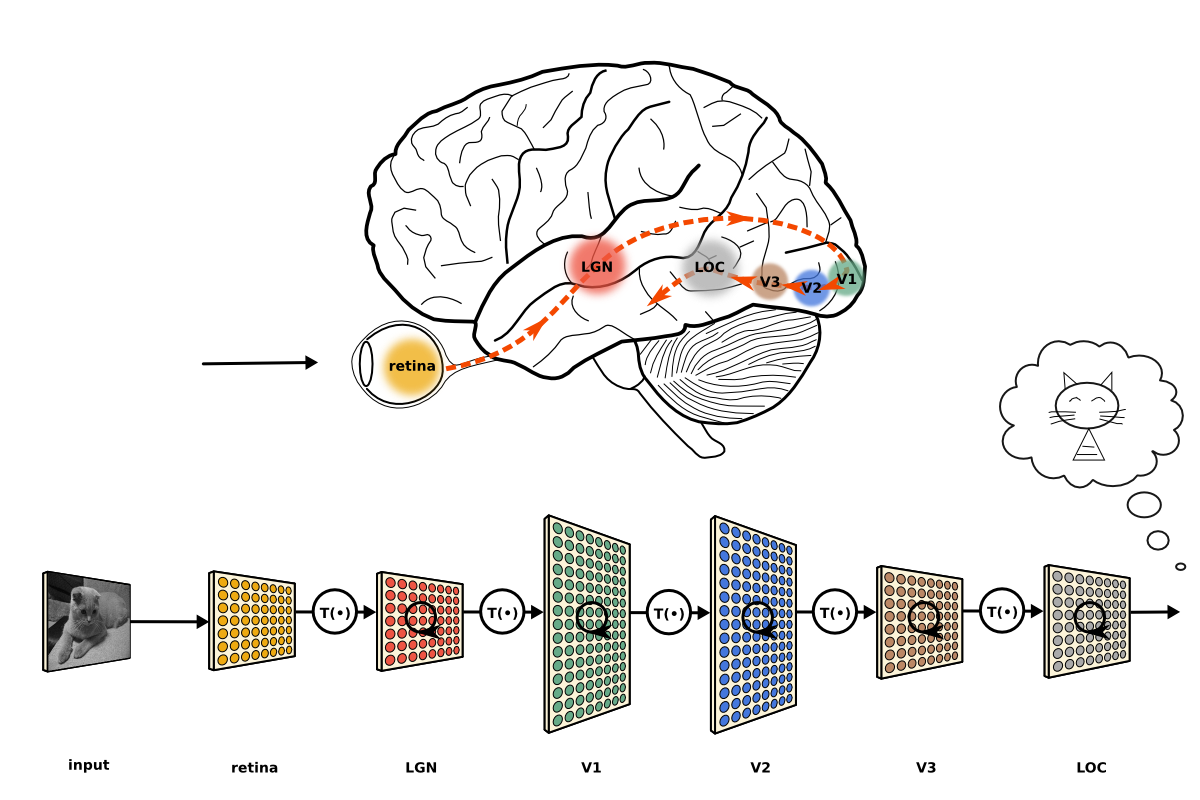 LGN
LOC
V3
V2
V1
retina
T(•)
T(•)
T(•)
T(•)
T(•)
input
retina
LGN
V1
V2
V3
LOC